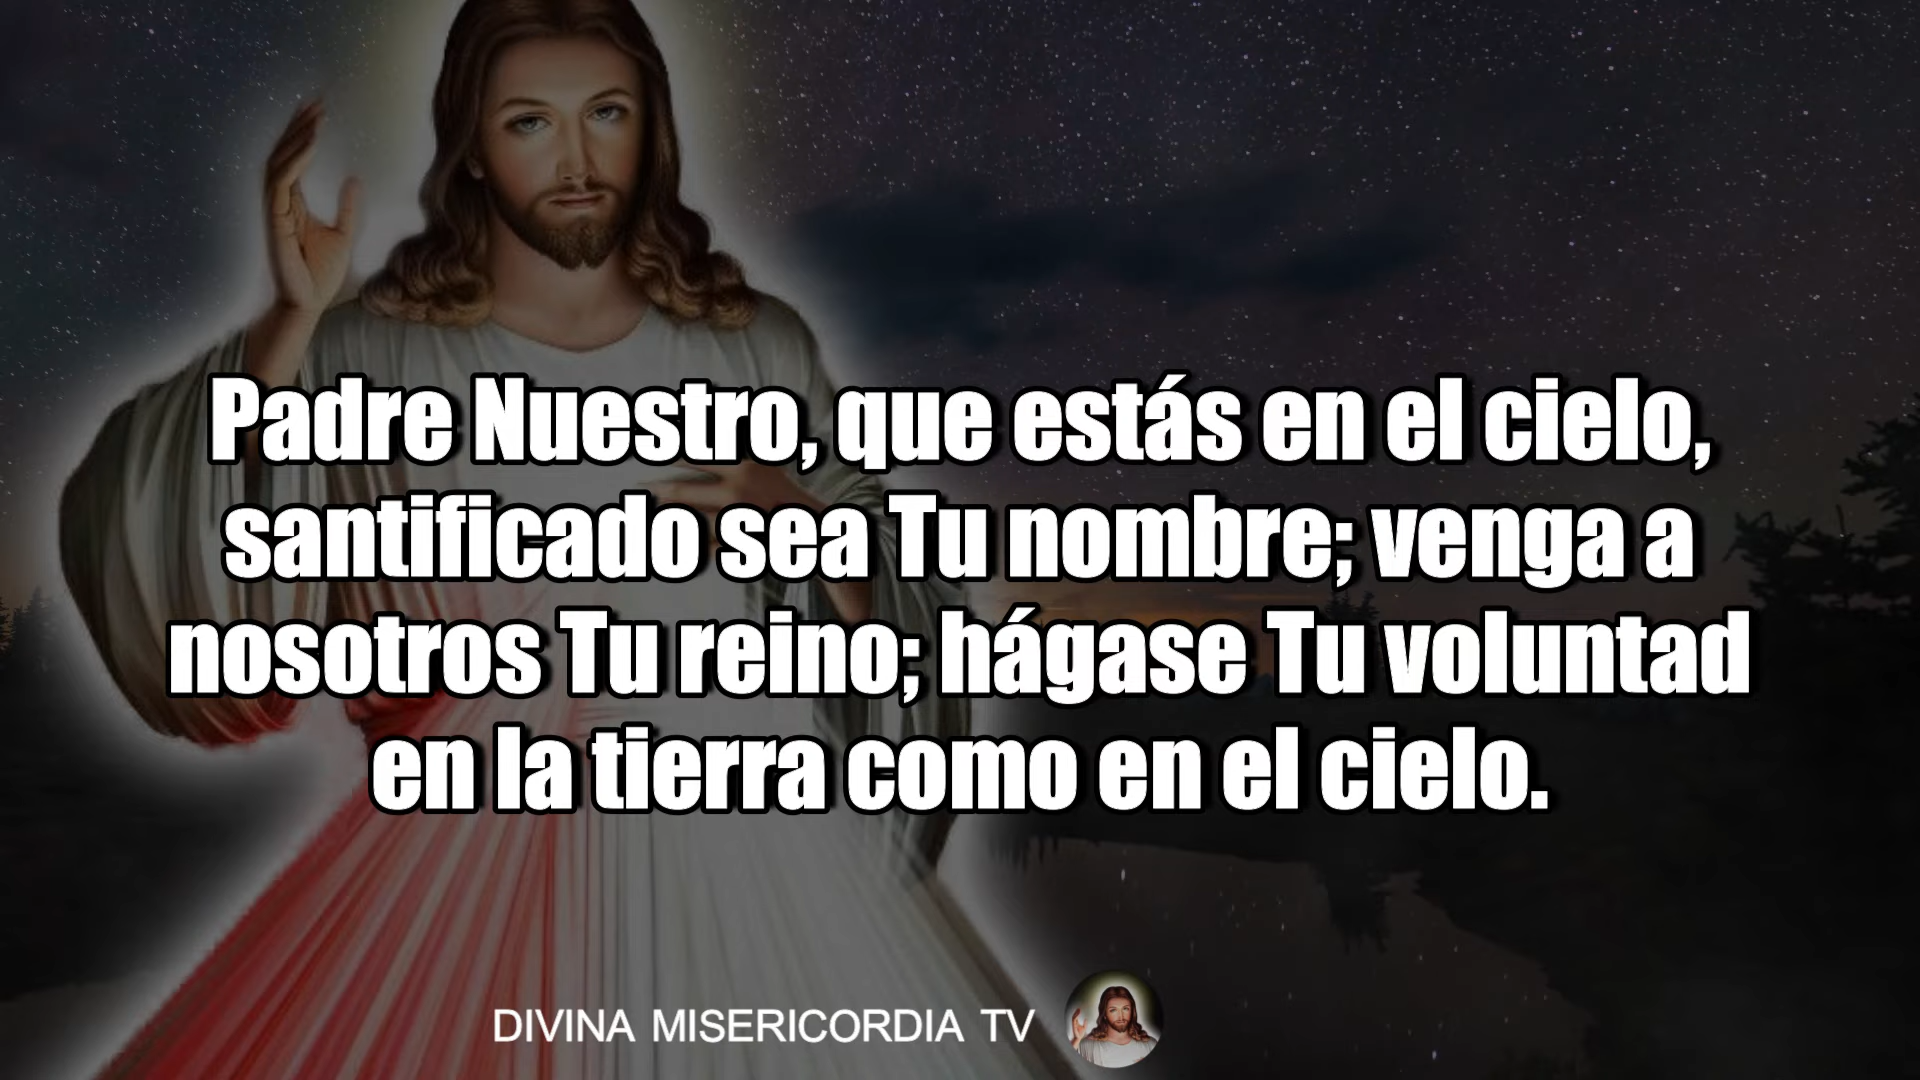 Padre Nuestro, que estás en el cielo,
santificado sea Tu nombre; venga a
nosotros Tu reino; hágase Tu voluntad
en la tierra como en el cielo.
DIVINA MISERICORDIA TV